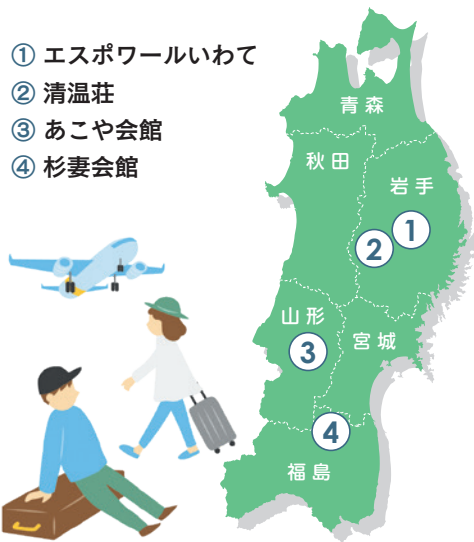 ① エスポワールいわて
② 清温荘
③ あこや会館
④ 杉妻会館
青森
秋田
岩手
1
2
山形
宮城
3
4
福島